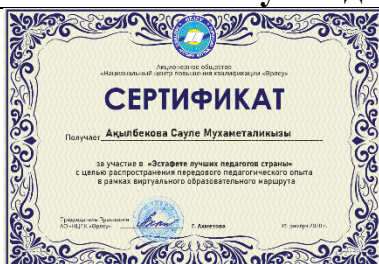 Акционерное общество
«Национальный центр повышения квалификации «Өрлеу»
СЕРТИФИКАТ
Получает Ақылбекова Сауле Мухаметаликызы
за участие в «Эстафете лучших педагогов страны»
с целью распространения передового педагогического опыта
в рамках виртуального образовательного маршрута
Председатель Правления
АО «НЦПК «Өрлеу» Г. Ахметова